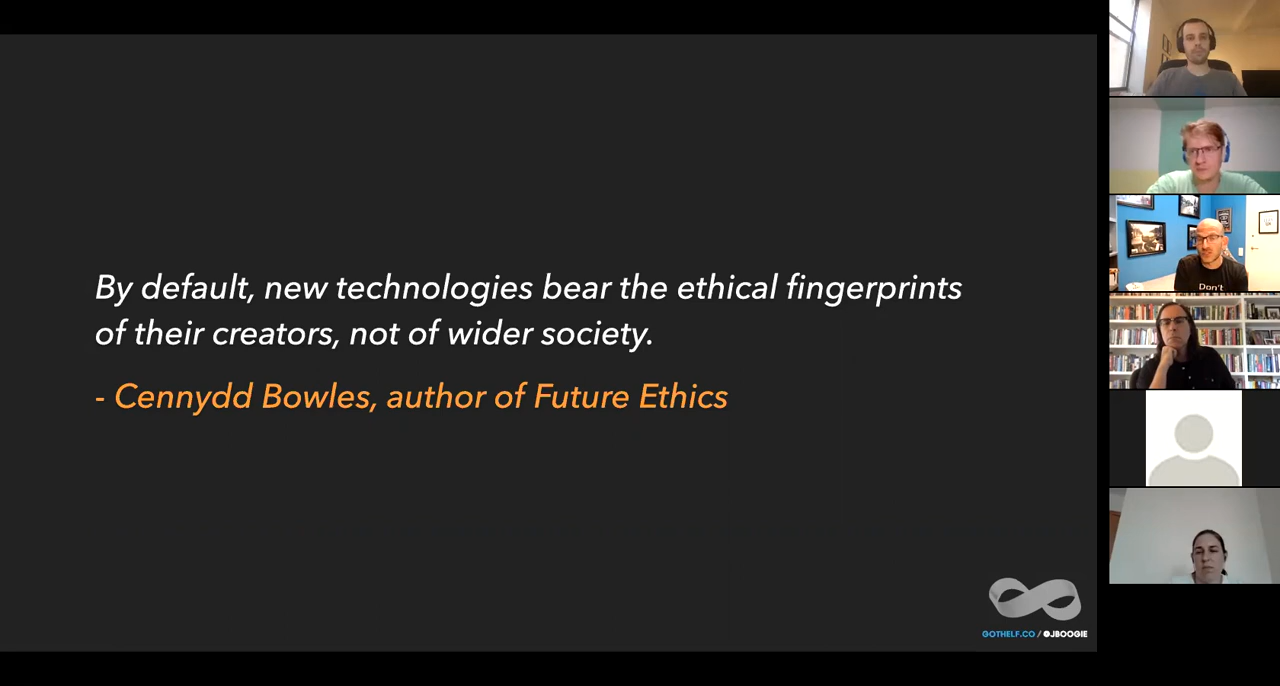 By default, new technologies bear the ethical fingerprints
of their creators, not of wider society.
- Cennydd Bowles, author of Future Ethics
GOTHELF.CO / @JBOOGIE
Don't